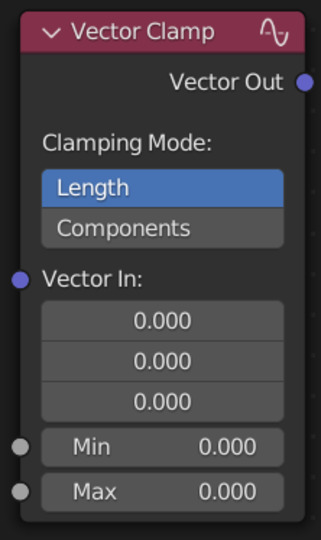 Vector Clamp
Vector Out
Clamping Mode:
Length
Components
Vector In:
0.000
0.000
0.000
Min 0.000
Max 0.000